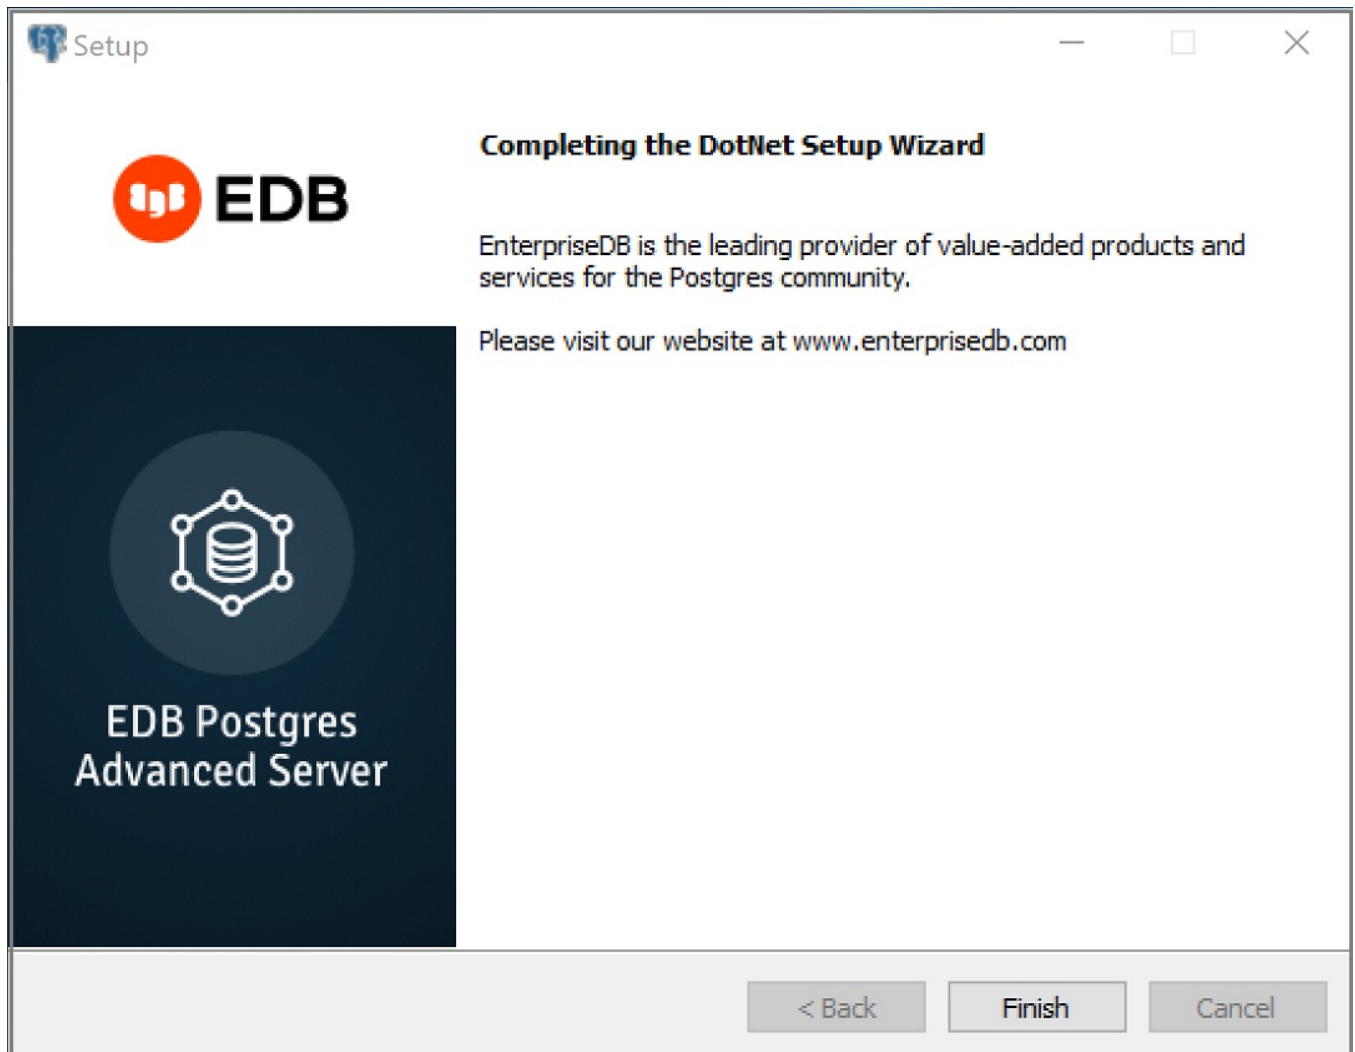 Setup
EDB
Completing the DotNet Setup Wizard
EnterpriseDB is the leading provider of value-added products and
services for the Postgres community.
Please visit our website at www.enterprisedb.com
EDB Postgres
Advanced Server
< Back
Finish
Cancel